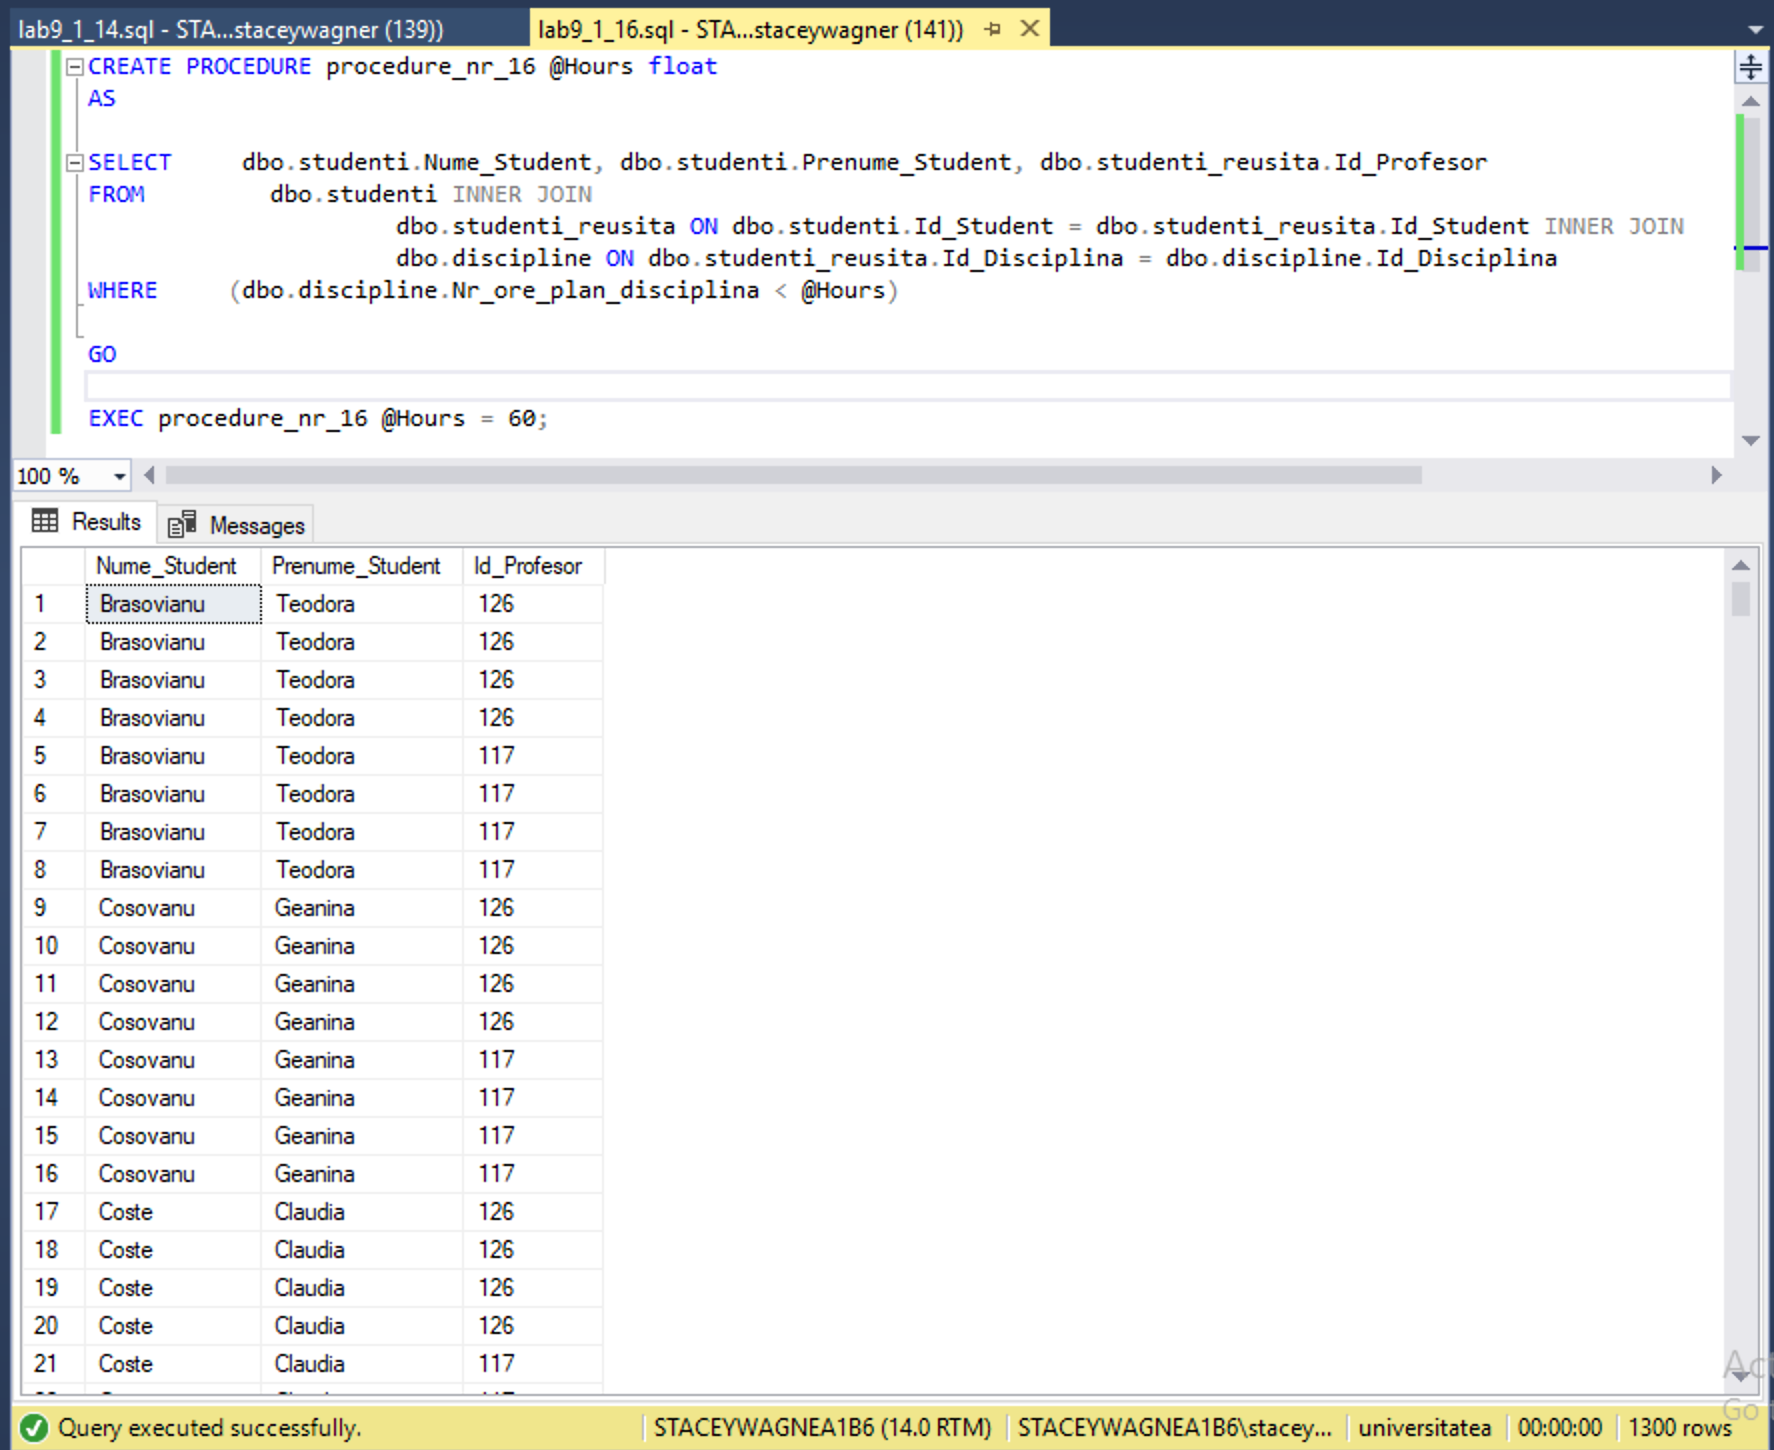 lab9_1_14.sql - STA...staceywagner (139)) lab9_1_16.sql - STA...staceywagner (141))
CREATE PROCEDURE procedure_nr_16 @Hours float
AS
SELECT dbo.studenti.Nume_Student, dbo.studenti.Prenume_Student, dbo.studenti_reusita.Id_Profesor
FROM dbo.studenti INNER JOIN
dbo.studenti_reusita ON dbo.studenti.Id_Student = dbo.studenti_reusita.Id_Student INNER JOIN
dbo.discipline ON dbo.studenti_reusita.Id_Disciplina = dbo.discipline.Id_Disciplina
WHERE (dbo.discipline.Nr_ore_plan_disciplina < @Hours)
GO
EXEC procedure_nr_16 @Hours = 60;
100 %
Results Messages
Nume_Student Prenume_Student Id_Profesor
1 Brasovianu Teodora 126
2 Brasovianu Teodora 126
3 Brasovianu Teodora 126
4 Brasovianu Teodora 126
5 Brasovianu Teodora 117
6 Brasovianu Teodora 117
7 Brasovianu Teodora 117
8 Brasovianu Teodora 117
9 Cosovanu Geanina 126
10 Cosovanu Geanina 126
11 Cosovanu Geanina 126
12 Cosovanu Geanina 126
13 Cosovanu Geanina 117
14 Cosovanu Geanina 117
15 Cosovanu Geanina 117
16 Cosovanu Geanina 117
17 Coste Claudia 126
18 Coste Claudia 126
19 Coste Claudia 126
20 Coste Claudia 126
21 Coste Claudia 117
Query executed successfully. STACEYWAGNEA1B6 (14.0 RTM) STACEYWAGNEA1B6\stacey... universitatea 00:00:00 1300 rows